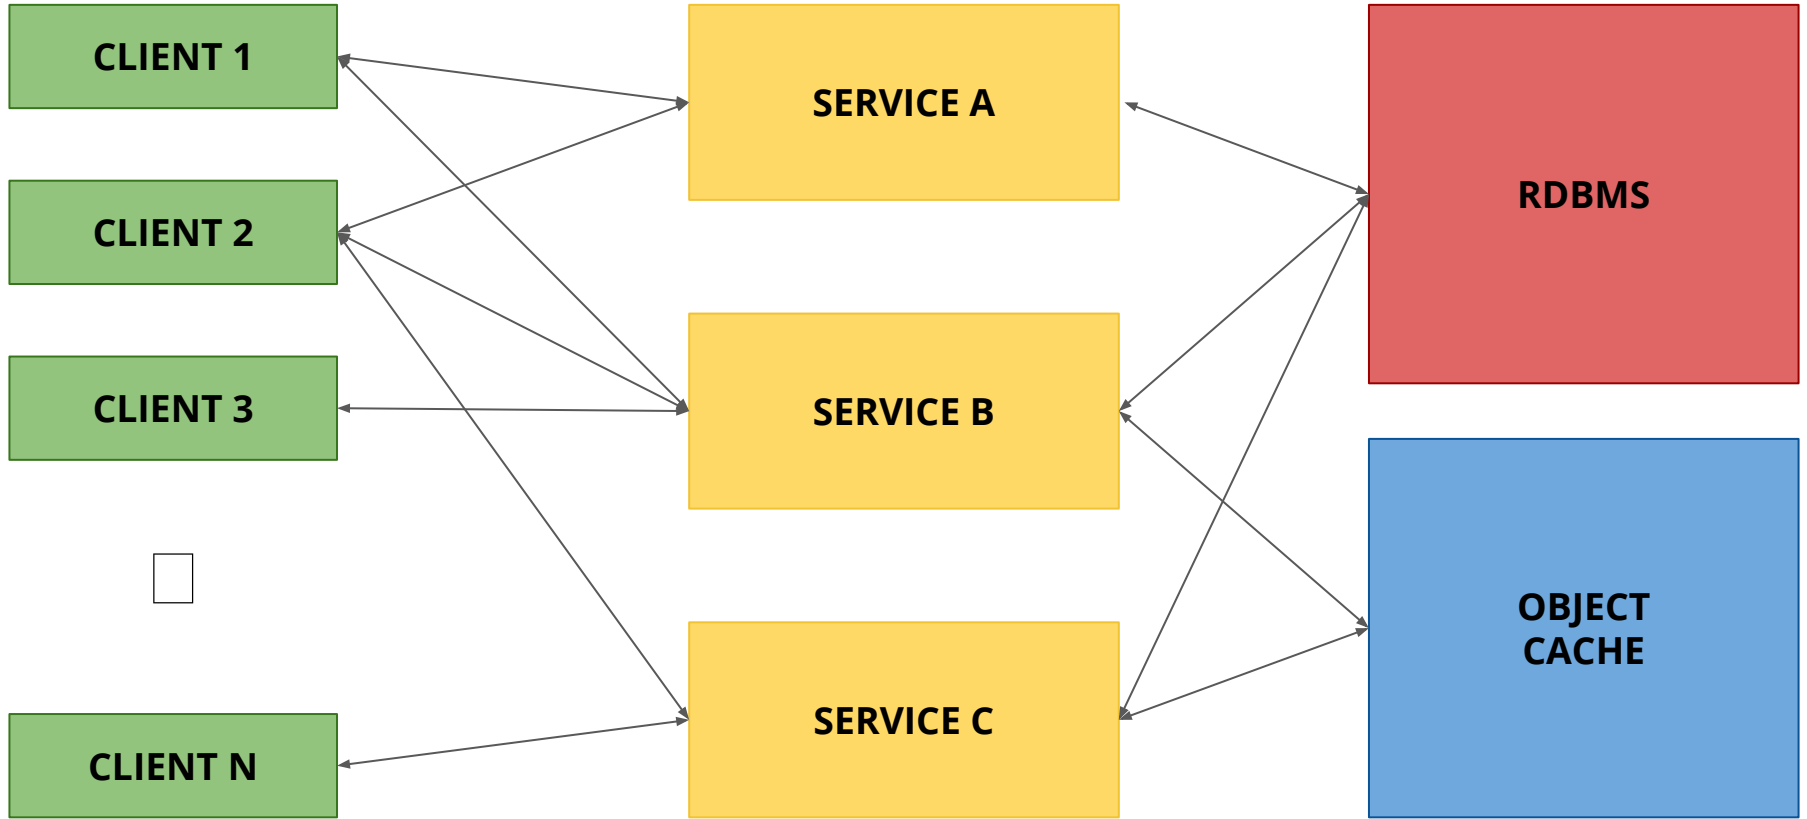 CLIENT 1
SERVICE A
RDBMS
CLIENT 2
CLIENT 3
SERVICE B
OBJECT
CACHE
CLIENT N
SERVICE C